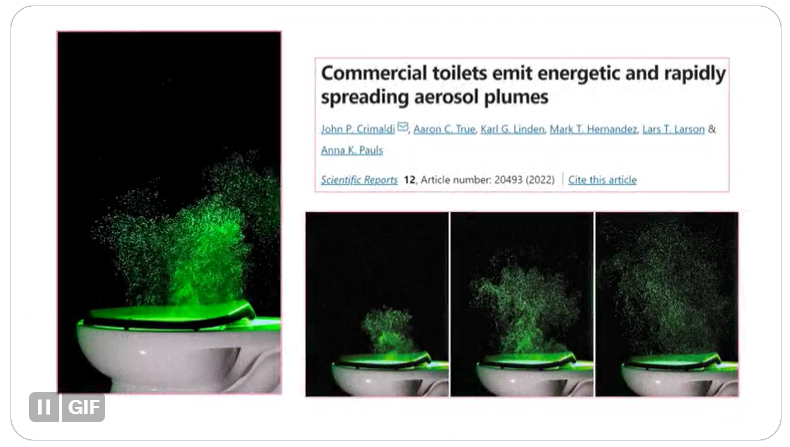 Commercial toilets emit energetic and rapidly
spreading aerosol plumes
John P. Crimaldi, Aaron C. True, Karl G. Linden, Mark T. Hernandez, Lars T. Larson &
Anna K. Pauls
Scientific Reports 12, Article number: 20493 (2022) | Cite this article
GIF